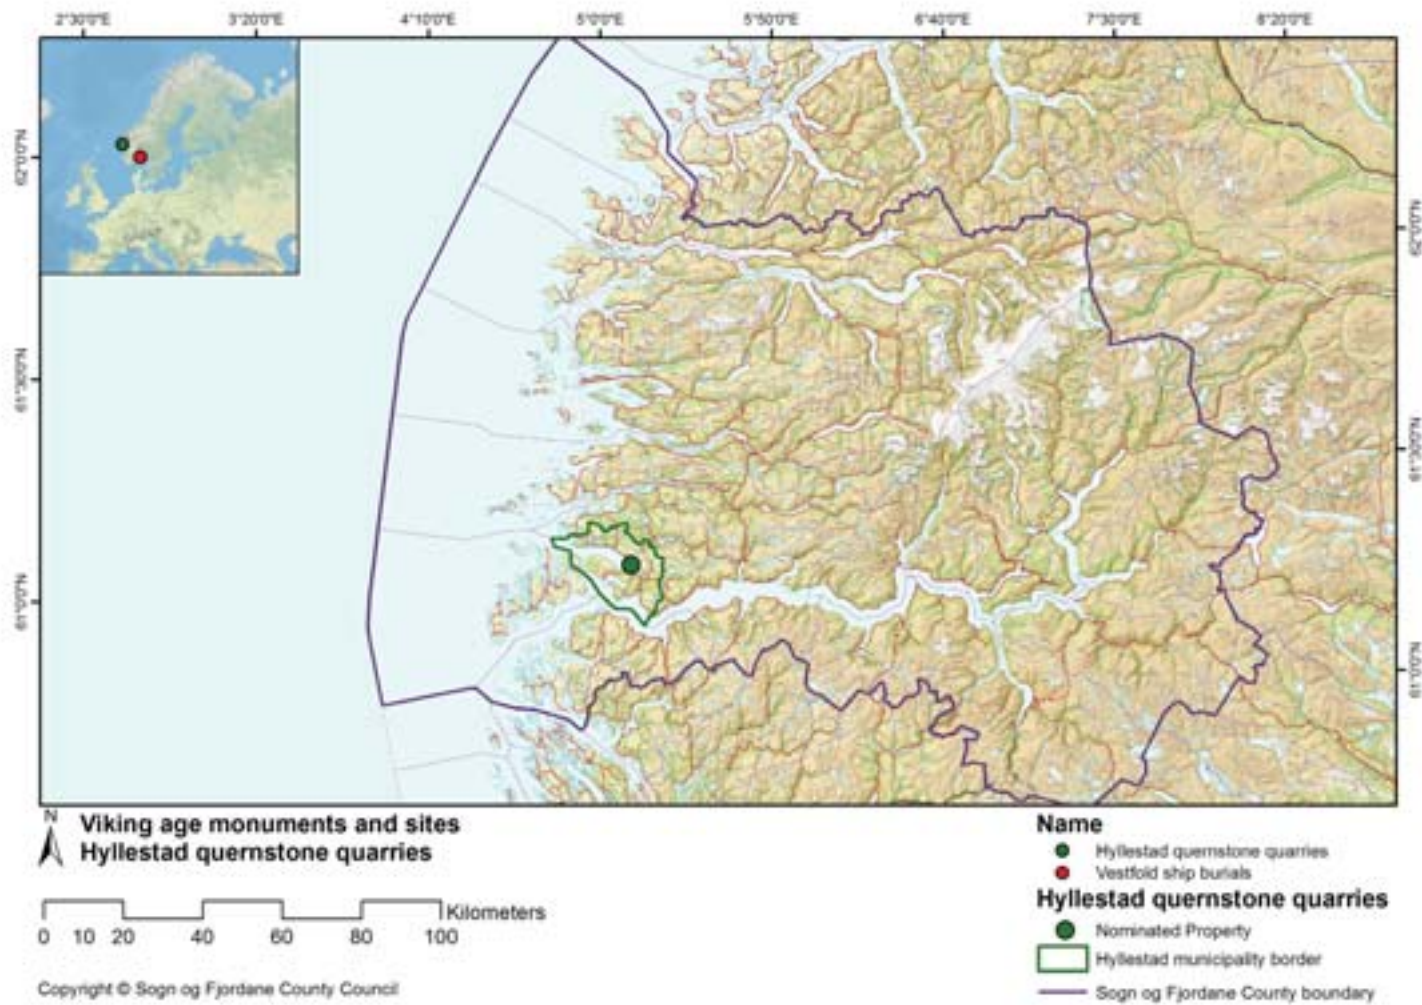 2°30'0"E 3°20'0"E 4°10'0"E 5°0'0"E 5°50'0"E 6°40'0"E 7°30'0"E 8°20'0"E
62°0'0"N
61°30'0"N
61°0'0"N
62°0'0"N
61°30'0"N
61°0'0"N
N
Viking age monuments and sites
Hyllestad quernstone quarries
Kilometers
0 10 20 40 60 80 100
Copyright © Sogn og Fjordane County Council
Name
Hyllestad quernstone quarries
Vestfold ship burials
Hyllestad quernstone quarries
Nominated Property
Hyllestad municipality border
Sogn og Fjordane County boundary